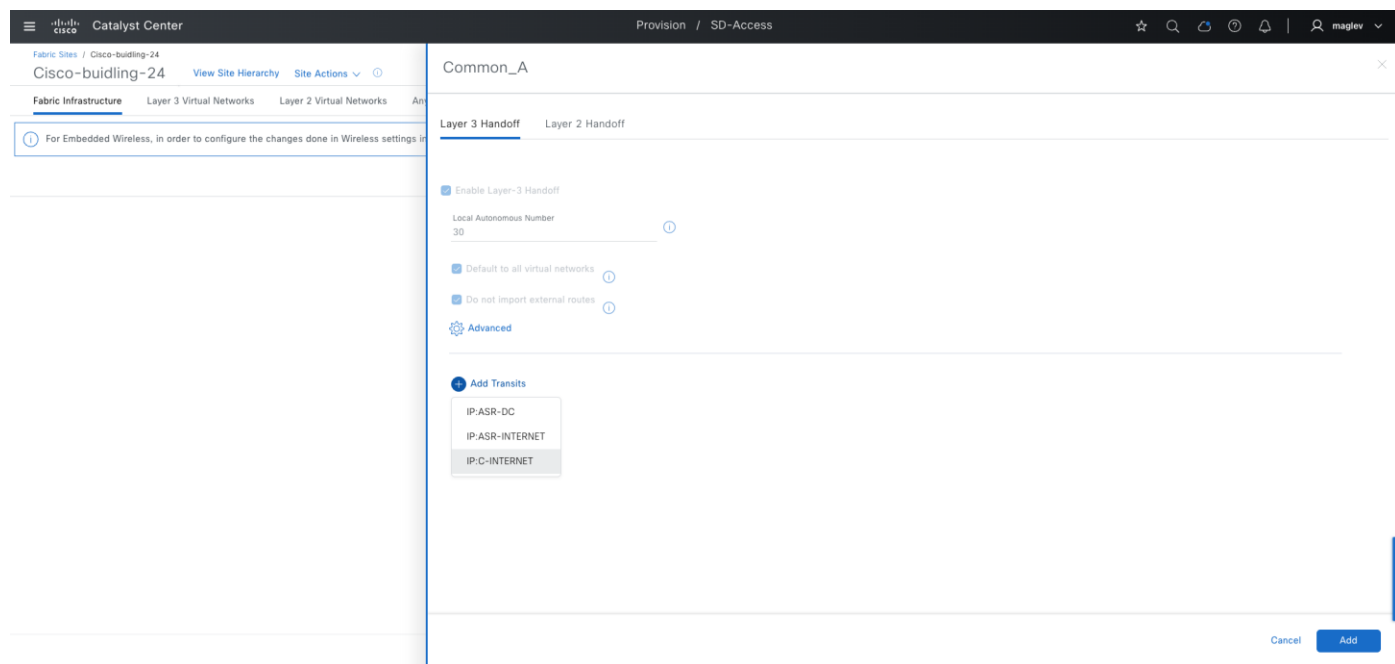 CISCO Catalyst Center
Provision / SD-Access
maglev
Fabric Sites / Cisco-buidling-24
Cisco-buidling-24 View Site Hierarchy Site Actions
Fabric Infrastructure Layer 3 Virtual Networks Layer 2 Virtual Networks An
For Embedded Wireless, in order to configure the changes done in Wireless settings in
Common_A
Layer 3 Handoff Layer 2 Handoff
Enable Layer-3 Handoff
Local Autonomous Number
30
Default to all virtual networks
Do not import external routes
Advanced
Add Transits
IP:ASR-DC
IP:ASR-INTERNET
IP:C-INTERNET
Cancel Add